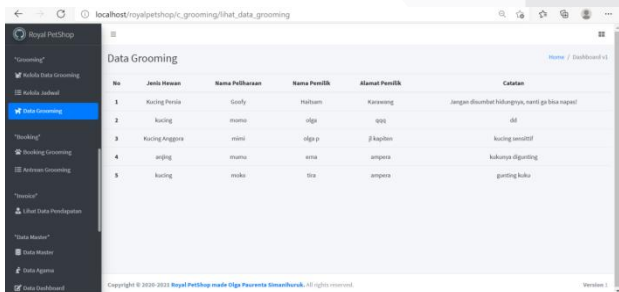 localhost/royalpetshop/c_grooming/lihat_data_grooming
Royal PetShop
"Grooming"
Kelola Data Grooming
Kelola Jadwal
Data Grooming
"Booking"
Booking Grooming
Antrean Grooming
"Invoice"
Lihat Data Pendapatan
"Data Master"
Data Master
Data Agama
Data Dashboard
Data Grooming
Home / Dashboard v1
No Jenis Hewan Nama Peliharaan Nama Pemilik Alamat Pemilik Catatan
1 Kucing Persia Goofy Haitsam Karawang Jangan disumbat hidungnya, nanti ga bisa napas!
2 kucing momo olga qqq dd
3 Kucing Anggora mimi olga p jl kapiten kucing sensitif
4 anjing mumu erna ampera kukunya digunting
5 kucing moko tira ampera gunting kuku
Copyright © 2020-2021 Royal PetShop made Olga Paurenta Simanihuruk. All rights reserved.
Version 1